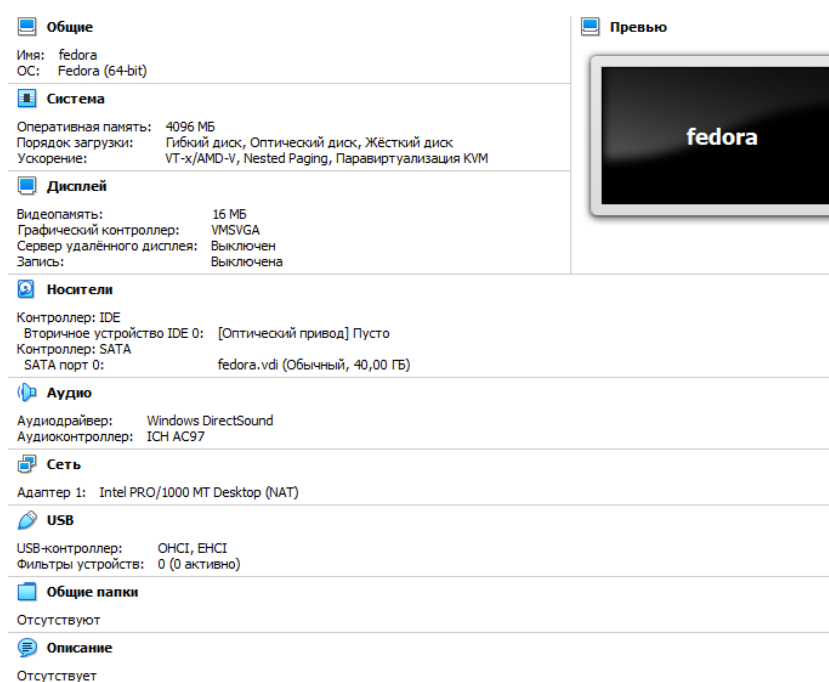 Общие
Имя: fedora
ОС: Fedora (64-bit)
Превью
fedora
Система
Оперативная память: 4096 МБ
Порядок загрузки: Гибкий диск, Оптический диск, Жёсткий диск
Ускорение: VT-x/AMD-V, Nested Paging, Паравиртуализация KVM
Дисплей
Видеопамять: 16 МБ
Графический контроллер: VMSVGA
Сервер удалённого дисплея: Выключен
Запись: Выключена
Носители
Контроллер: IDE
Вторичное устройство IDE 0: [Оптический привод] Пусто
Контроллер: SATA
SATA порт 0: fedora.vdi (Обычный, 40,00 ГБ)
Аудио
Аудиодрайвер: Windows DirectSound
Аудиоконтроллер: ICH AC97
Сеть
Адаптер 1: Intel PRO/1000 MT Desktop (NAT)
USB
USB-контроллер: OHCI, EHCI
Фильтры устройств: 0 (0 активно)
Общие папки
Отсутствуют
Описание
Отсутствует